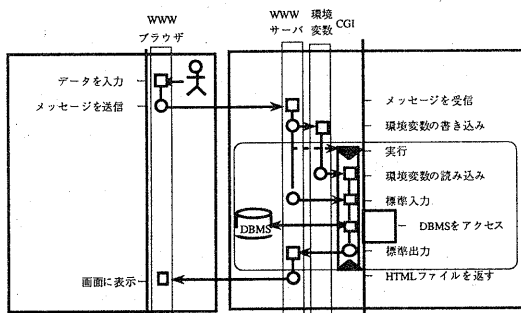 WWW
ブラウザ
WWW
サーバ
環境
変数
CGI
データを入力
メッセージを送信
メッセージを受信
環境変数の書き込み
実行
環境変数の読み込み
標準入力
DBMS
DBMSをアクセス
標準出力
画面に表示
HTMLファイルを返す